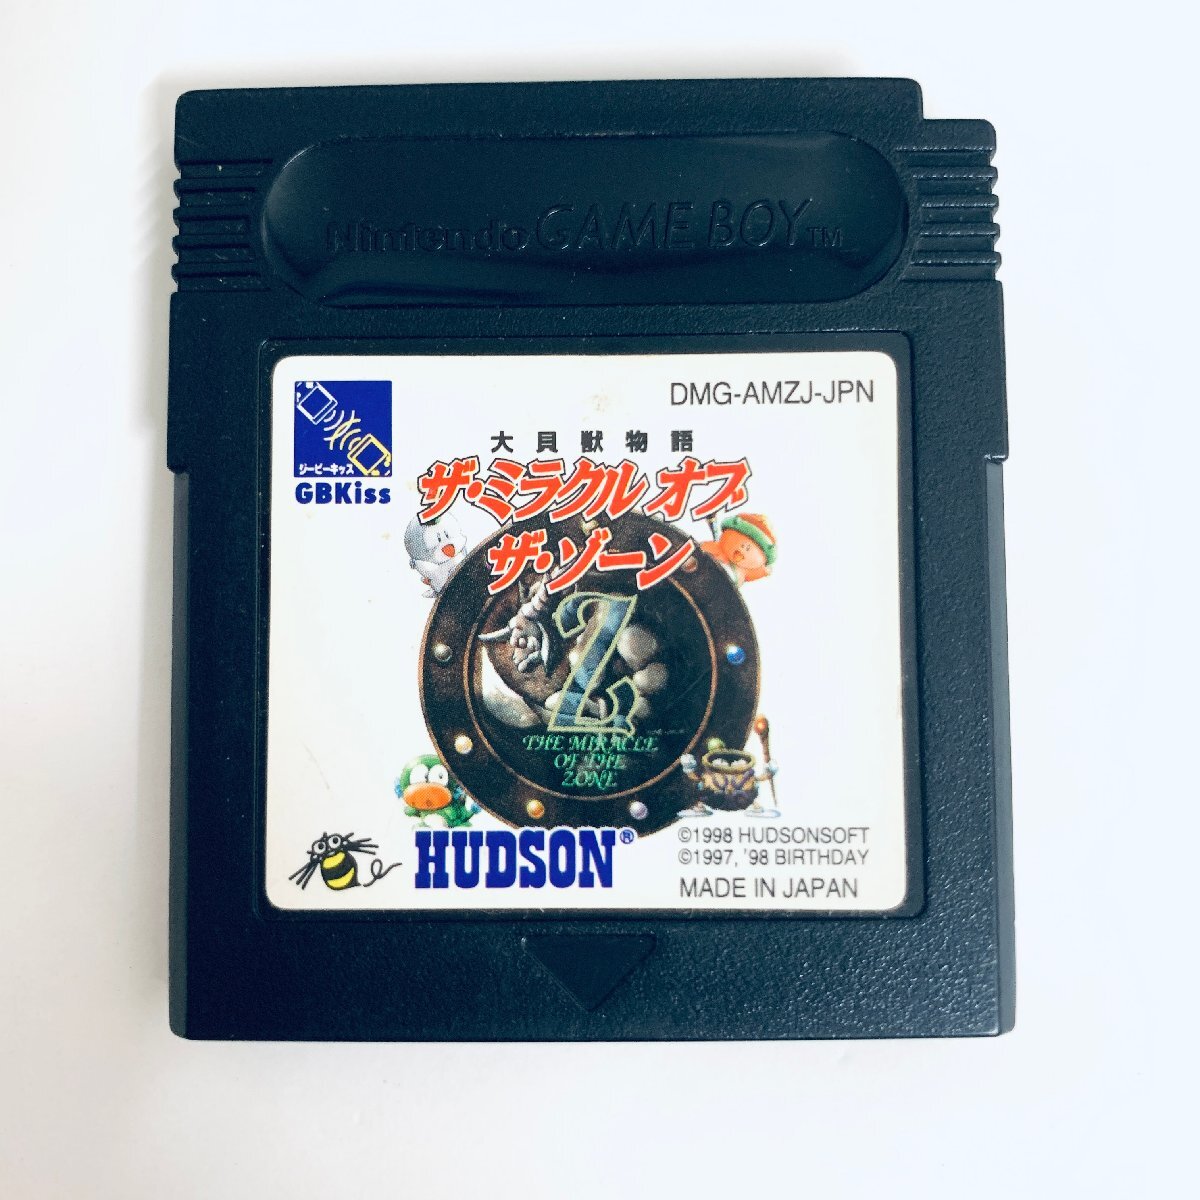 Nintendo GAME BOY TM
DMG-AMZJ-JPN
ジーピーキッス
GBKiss
大貝獣物語
ザ・ミラクル オブ
ザ・ゾーン
Z
THE MIRACLE
OF THE
ZONE
HUDSON®
©1998 HUDSONSOFT
©1997, '98 BIRTHDAY
MADE IN JAPAN